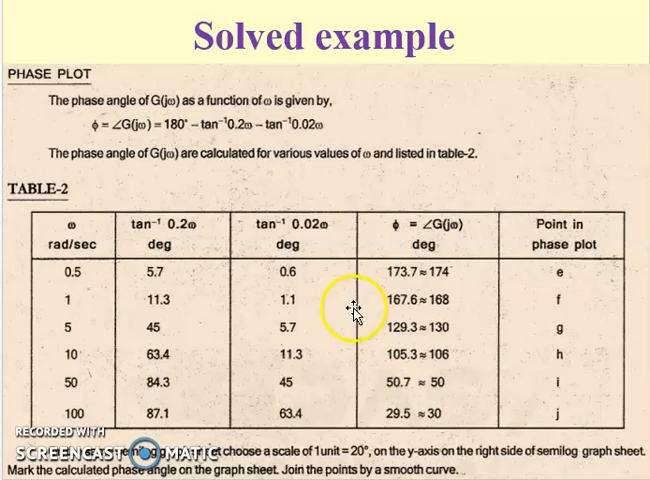 Solved example
PHASE PLOT
The phase angle of G(jω) as a function of ω is given by,
ϕ = ∠G(jω) = 180° − tan⁻¹0.2ω − tan⁻¹0.02ω
The phase angle of G(jω) are calculated for various values of ω and listed in table-2.
TABLE-2
ω tan⁻¹ 0.2ω tan⁻¹ 0.02ω ϕ = ∠G(jω) Point in
rad/sec deg deg deg phase plot
0.5 5.7 0.6 173.7 ≈ 174 e
1 11.3 1.1 167.6 ≈ 168 f
5 45 5.7 129.3 ≈ 130 g
10 63.4 11.3 105.3 ≈ 106 h
50 84.3 45 50.7 ≈ 50 i
100 87.1 63.4 29.5 ≈ 30 j
RECORDED WITH
SCREENCAST MATIC
choose a scale of 1 unit = 20°, on the y-axis on the right side of semilog graph sheet.
Mark the calculated phase angle on the graph sheet. Join the points by a smooth curve.